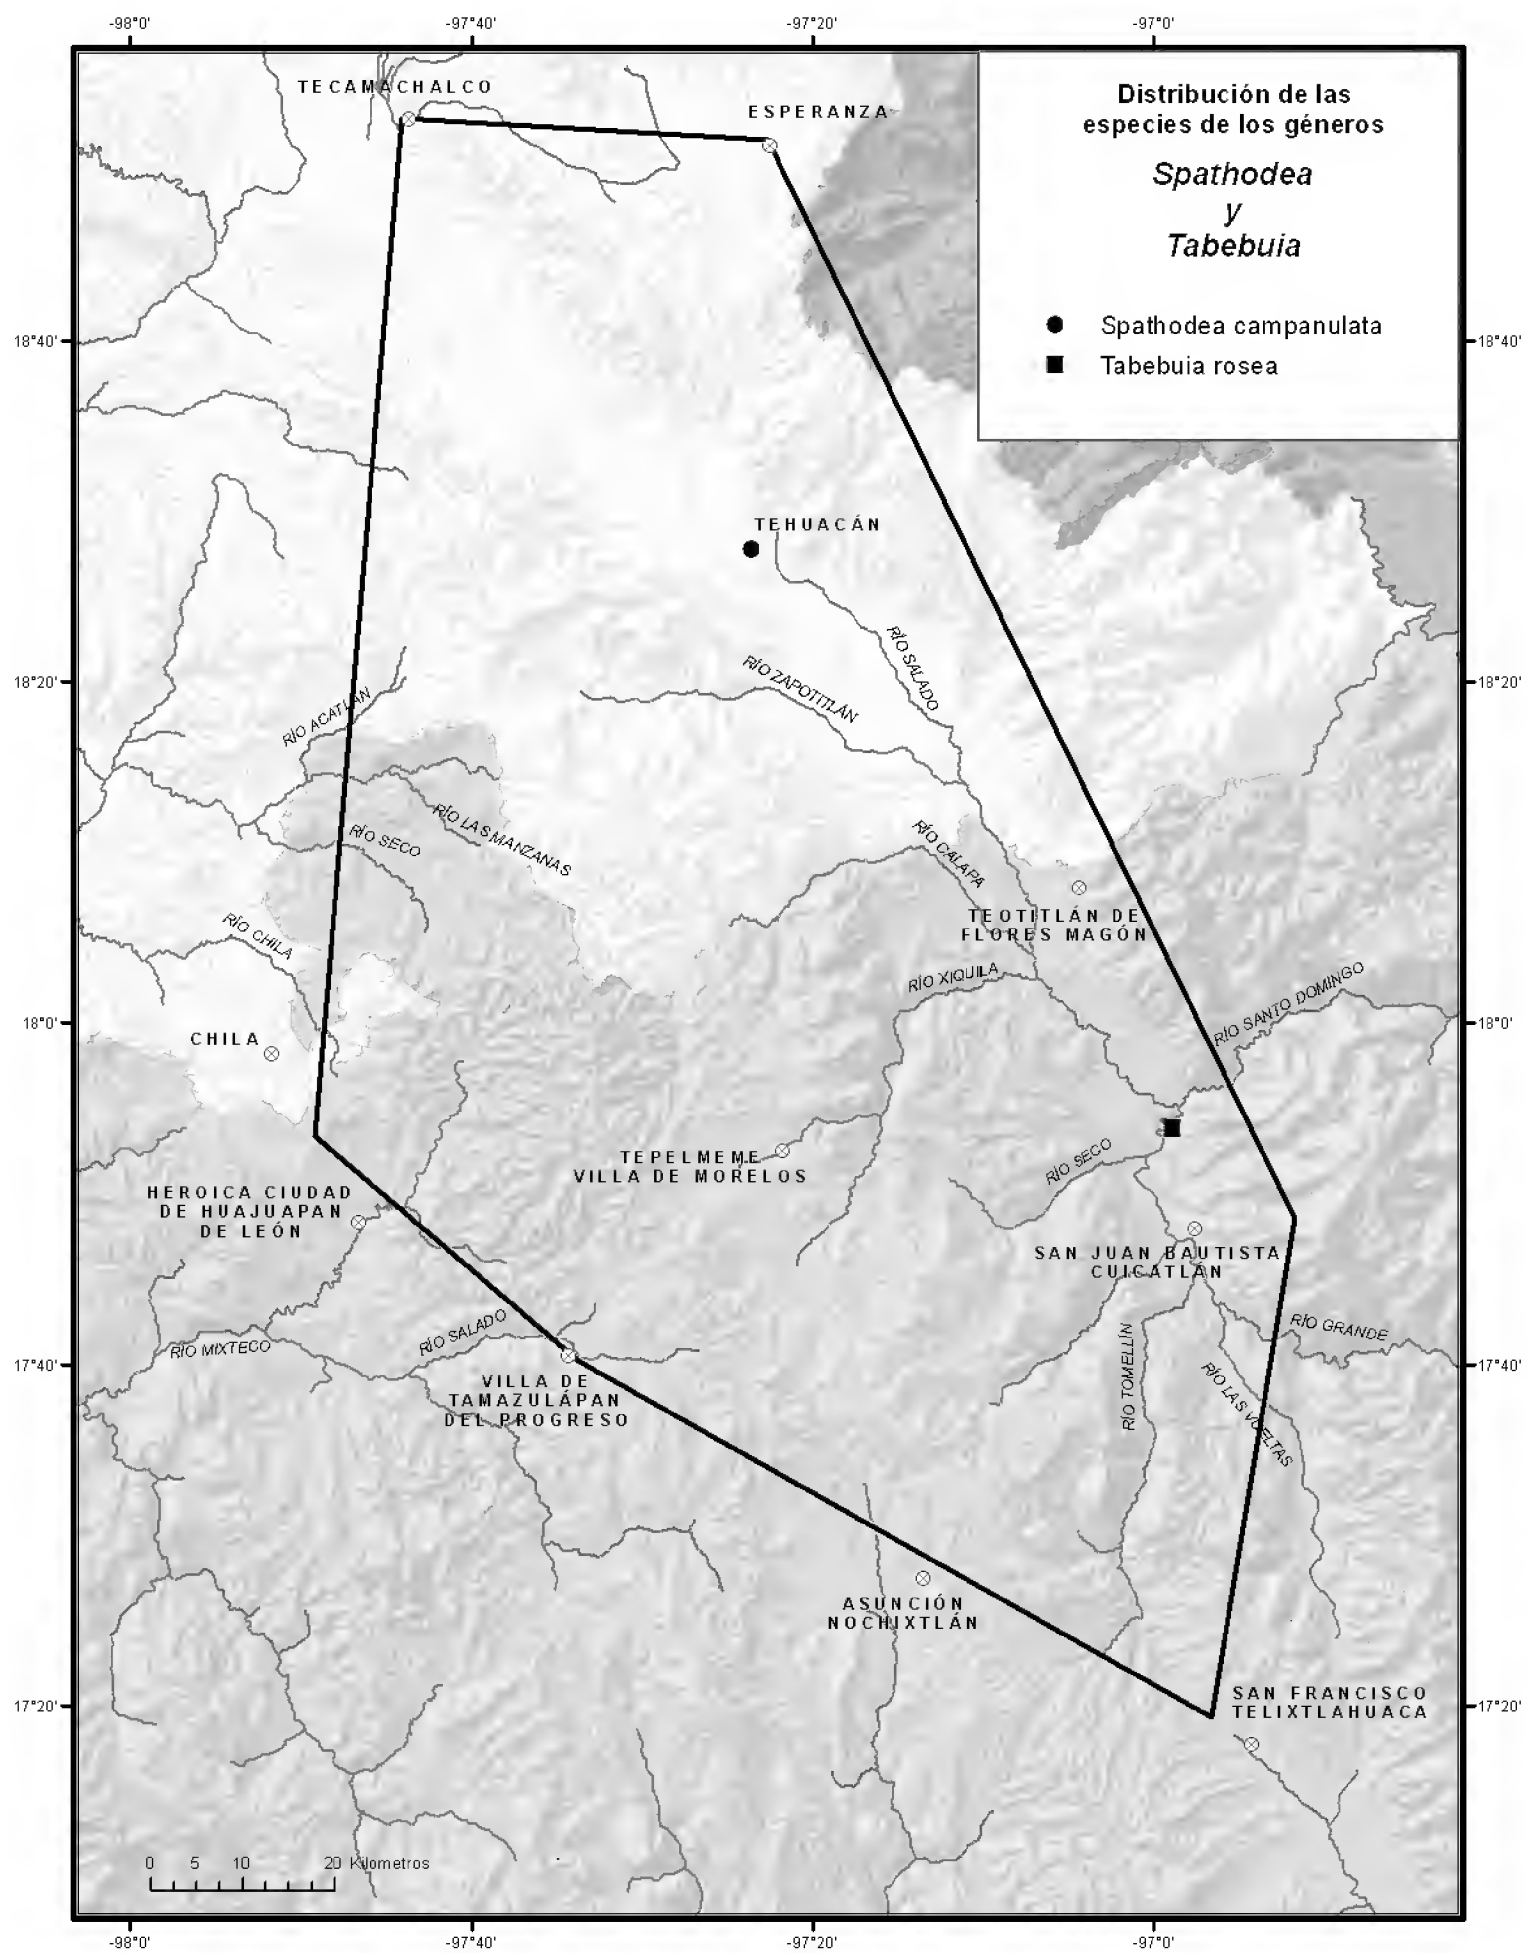 -98°0'
-97°40'
-97°20'
-97°0'
TECAMACHALCO
ESPERANZA
Distribución de las
especies de los géneros
Spathodea
y
Tabebuia
Spathodea campanulata
Tabebuia rosea
18°40'
18°40'
TEHUACÁN
RÍO SALADO
RÍO ZAPOTITLÁN
18°20'
18°20'
RÍO ACATLÁN
RÍO LAS MANZANAS
RÍO SECO
RÍO CALAPA
TEOTITLÁN DE
FLORES MAGÓN
RÍO CHILA
RÍO XIQUILA
RÍO SANTO DOMINGO
18°0'
18°0'
CHILA
TEPELMEME
VILLA DE MORELOS
RÍO SECO
HEROICA CIUDAD
DE HUAJUAPAN
DE LEÓN
SAN JUAN BAUTISTA
CUICATLÁN
RÍO MIXTECO
RÍO SALADO
RÍO GRANDE
RÍO TOMELLÍN
RÍO LAS VUELTAS
17°40'
17°40'
VILLA DE
TAMAZULÁPAN
DEL PROGRESO
ASUNCIÓN
NOCHIXTLÁN
17°20'
17°20'
SAN FRANCISCO
TELIXTLAHUACA
0 5 10 20 Kilometros
-98°0'
-97°40'
-97°20'
-97°0'